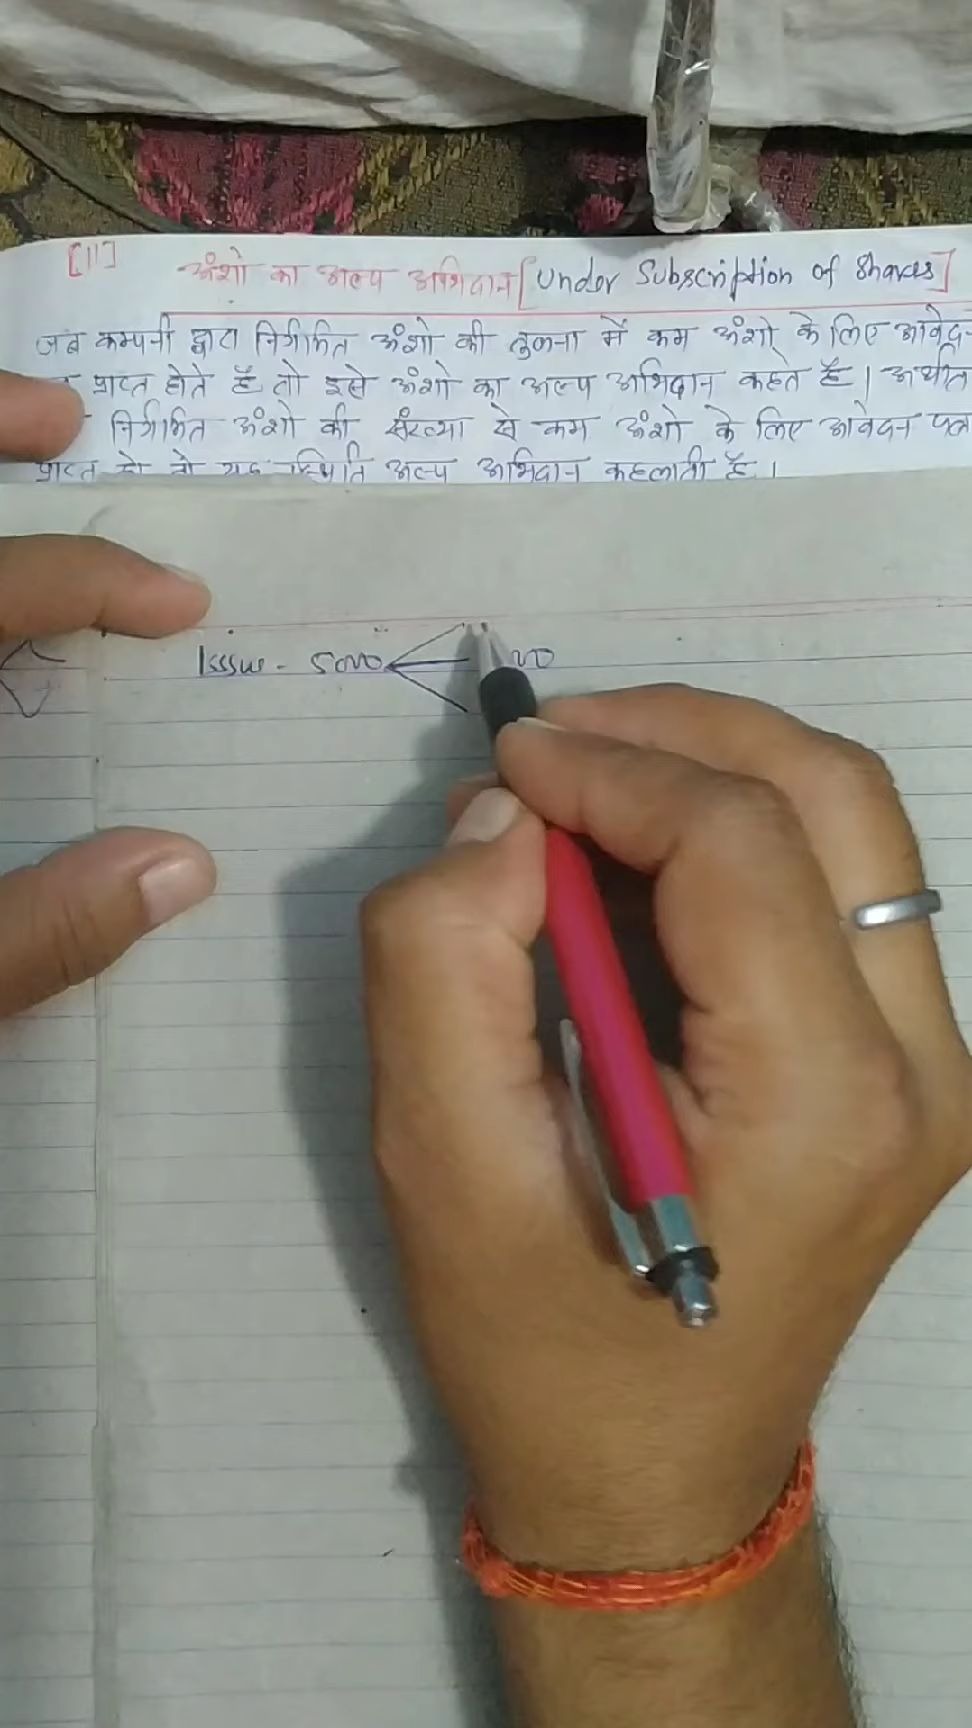 [11] अंशो का अल्प अभिदान [Under Subscription of Shares]
जब कम्पनी द्वारा निर्गमित अंशो की तुलना में कम अंशो के लिए आवेदन
प्राप्त होते है तो इसे अंशो का अल्प अभिदान कहते है। अर्थात
निर्गमित अंशो की संख्या से कम अंशो के लिए आवेदन पत्र
प्राप्त हो तो यह स्थिति अल्प अभिदान कहलाती है।
Issue - 5000